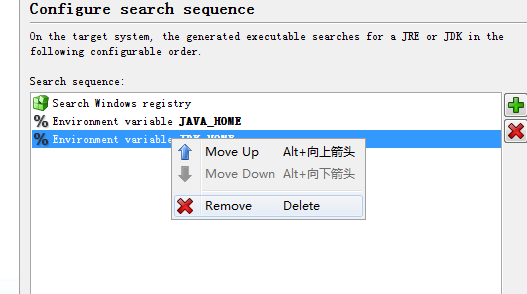 Configure search sequence
On the target system, the generated executable searches for a JRE or JDK in the
following configurable order.
Search sequence:
Search Windows registry
Environment variable JAVA_HOME
Environment variable JDK_HOME
Move Up Alt+向上箭头
Move Down Alt+向下箭头
Remove Delete